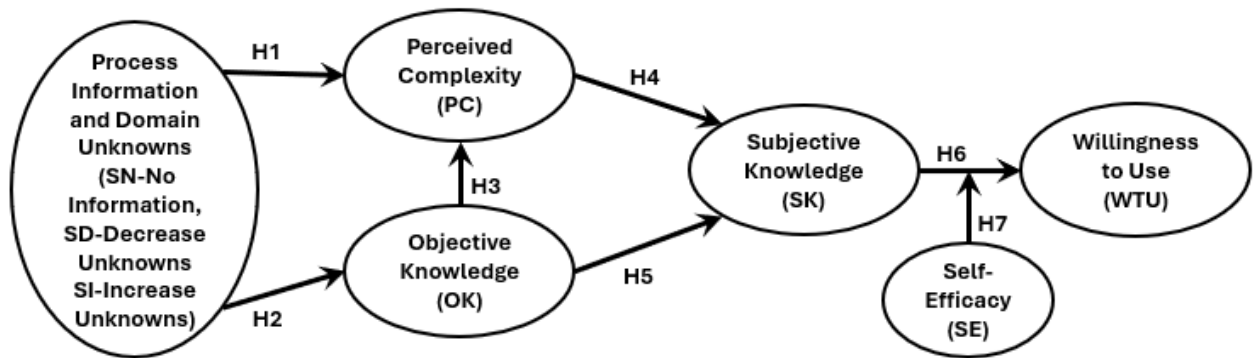 Process
Information
and Domain
Unknowns
(SN-No
Information,
SD-Decrease
Unknowns
SI-Increase
Unknowns)
H1
H2
Perceived
Complexity
(PC)
H3
Objective
Knowledge
(OK)
H4
H5
Subjective
Knowledge
(SK)
H6
H7
Self-
Efficacy
(SE)
Willingness
to Use
(WTU)